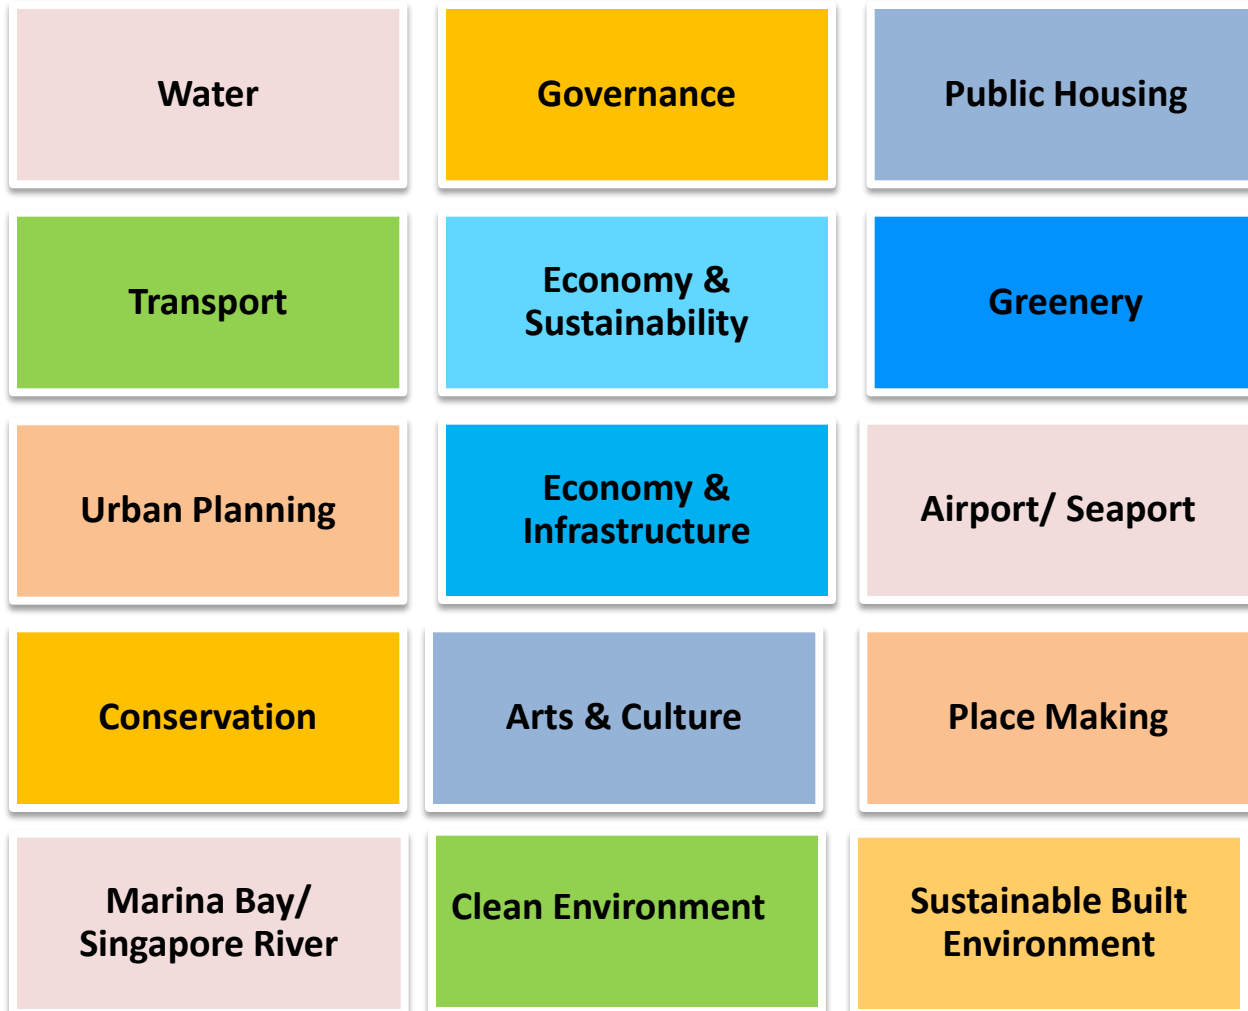 Water
Governance
Public Housing
Transport
Economy &
Sustainability
Greenery
Urban Planning
Economy &
Infrastructure
Airport/ Seaport
Conservation
Arts & Culture
Place Making
Marina Bay/
Singapore River
Clean Environment
Sustainable Built
Environment